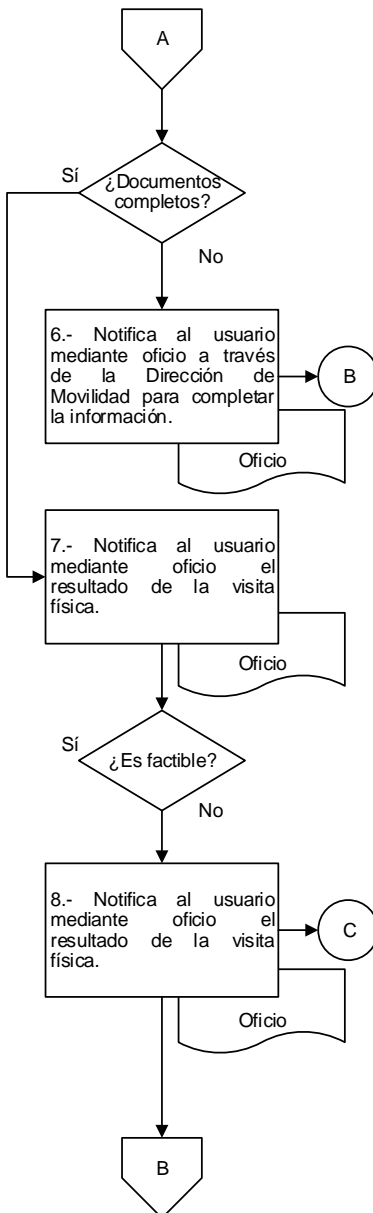 A
¿Documentos
completos?
Sí
No
6.- Notifica al usuario
mediante oficio a través
de la Dirección de
Movilidad para completar
la información.
B
Oficio
7.- Notifica al usuario
mediante oficio el
resultado de la visita
física.
Oficio
Sí
¿Es factible?
No
8.- Notifica al usuario
mediante oficio el
resultado de la visita
física.
C
Oficio
B